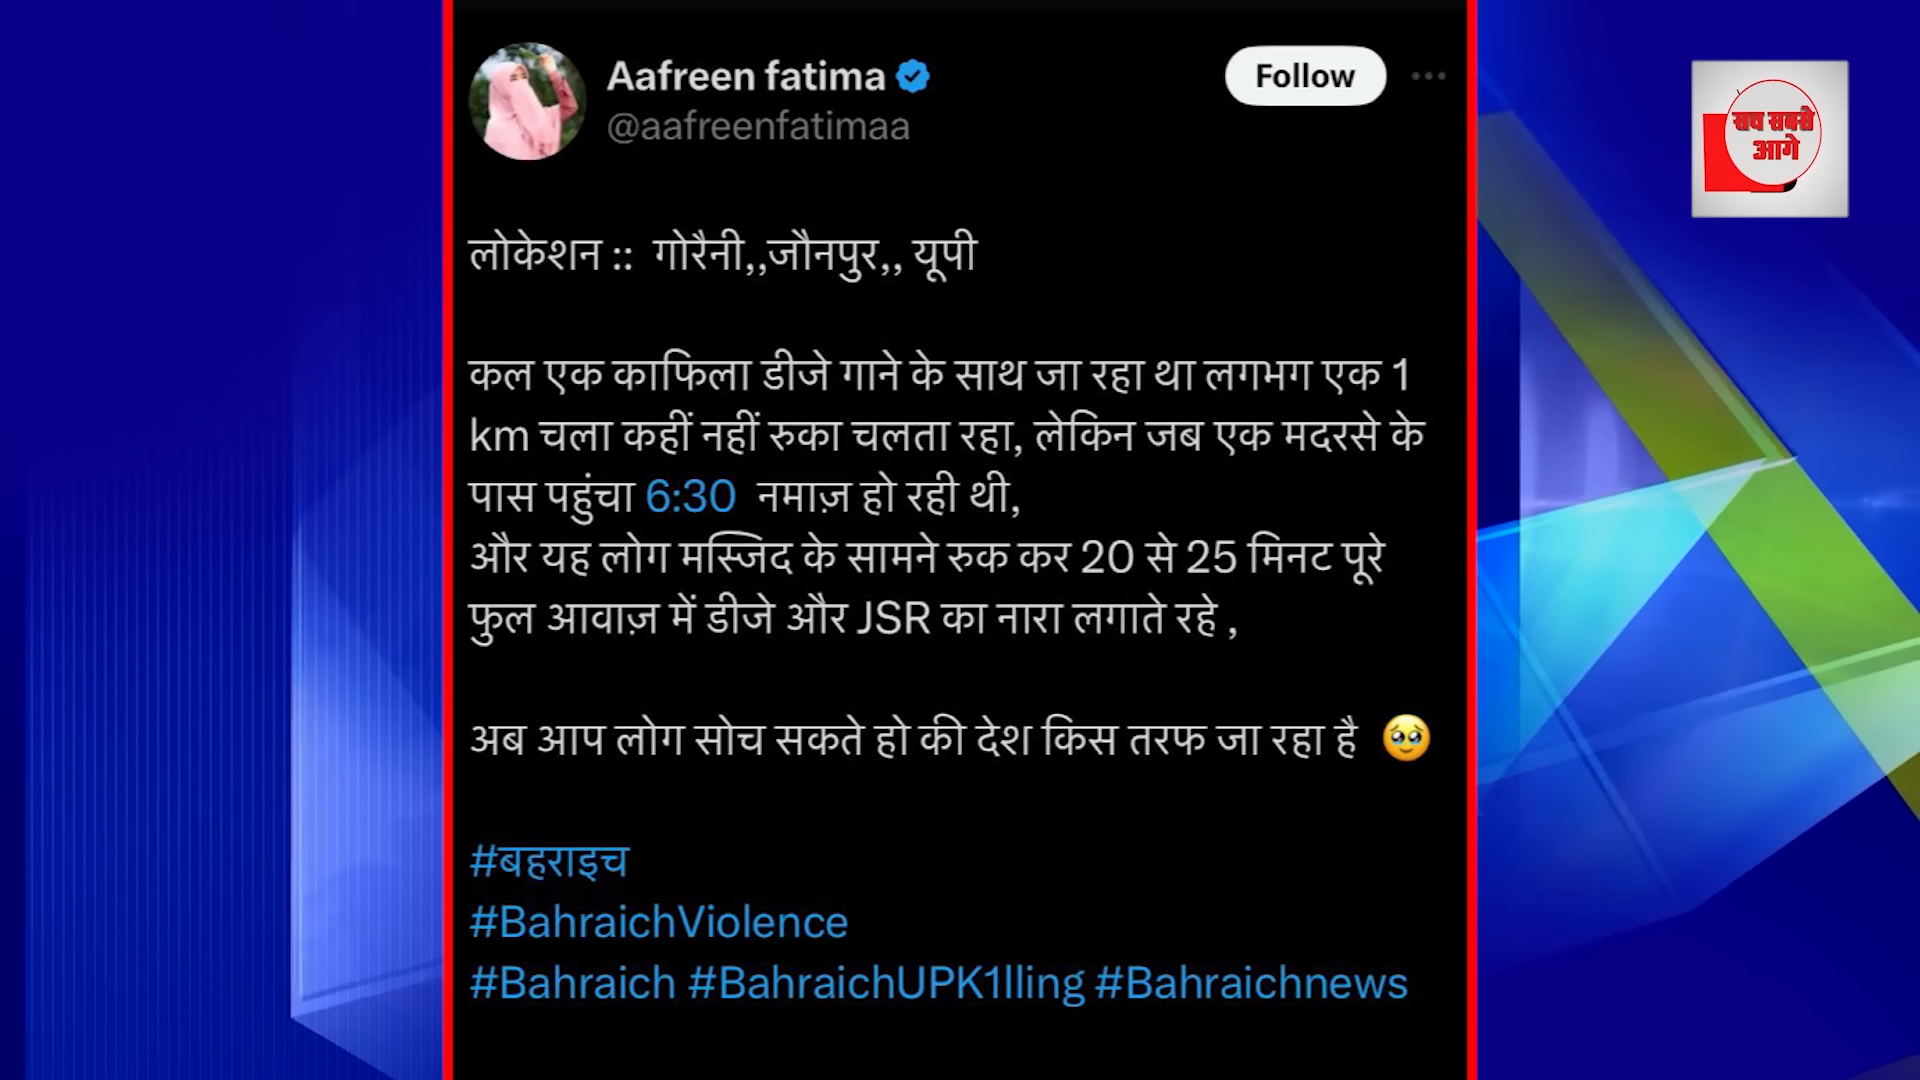 Aafreen fatima
Follow
@aafreenfatimaa
सच सबसे
आगे
लोकेशन :: गोरैनी,,जौनपुर,, यूपी
कल एक काफिला डीजे गाने के साथ जा रहा था लगभग एक 1
km चला कहीं नहीं रुका चलता रहा, लेकिन जब एक मदरसे के
पास पहुंचा 6:30 नमाज़ हो रही थी,
और यह लोग मस्जिद के सामने रुक कर 20 से 25 मिनट पूरे
फुल आवाज़ में डीजे और JSR का नारा लगाते रहे ,
अब आप लोग सोच सकते हो की देश किस तरफ जा रहा है 🥹
#बहराइच
#BahraichViolence
#Bahraich #BahraichUPK1lling #Bahraichnews